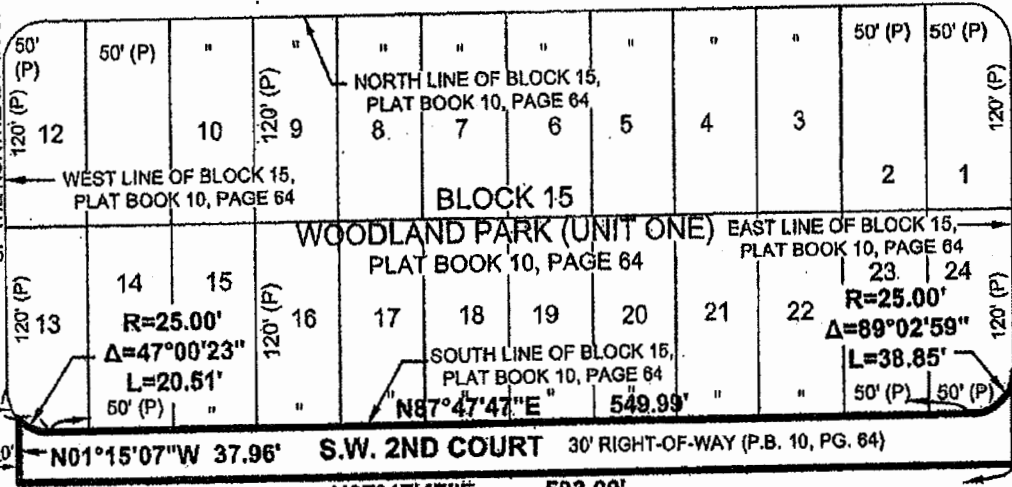 50' (P)
50' (P)
"
"
"
"
"
"
"
"
50' (P)
50' (P)
NORTH LINE OF BLOCK 15,
PLAT BOOK 10, PAGE 64
120' (P)
12
10
120' (P)
9
8
7
6
5
4
3
2
1
120' (P)
WEST LINE OF BLOCK 15,
PLAT BOOK 10, PAGE 64
BLOCK 15
WOODLAND PARK (UNIT ONE)
PLAT BOOK 10, PAGE 64
EAST LINE OF BLOCK 15,
PLAT BOOK 10, PAGE 64
120' (P)
13
14
15
120' (P)
16
17
18
19
20
21
22
23
24
120' (P)
R=25.00'
Δ=47°00'23"
L=20.51'
R=25.00'
Δ=89°02'59"
L=38.85'
SOUTH LINE OF BLOCK 15,
PLAT BOOK 10, PAGE 64
50' (P)
"
"
"
N87°47'47"E 549.99'
"
"
50' (P)
50' (P)
N01°15'07"W 37.96'
S.W. 2ND COURT
30' RIGHT-OF-WAY (P.B. 10, PG. 64)